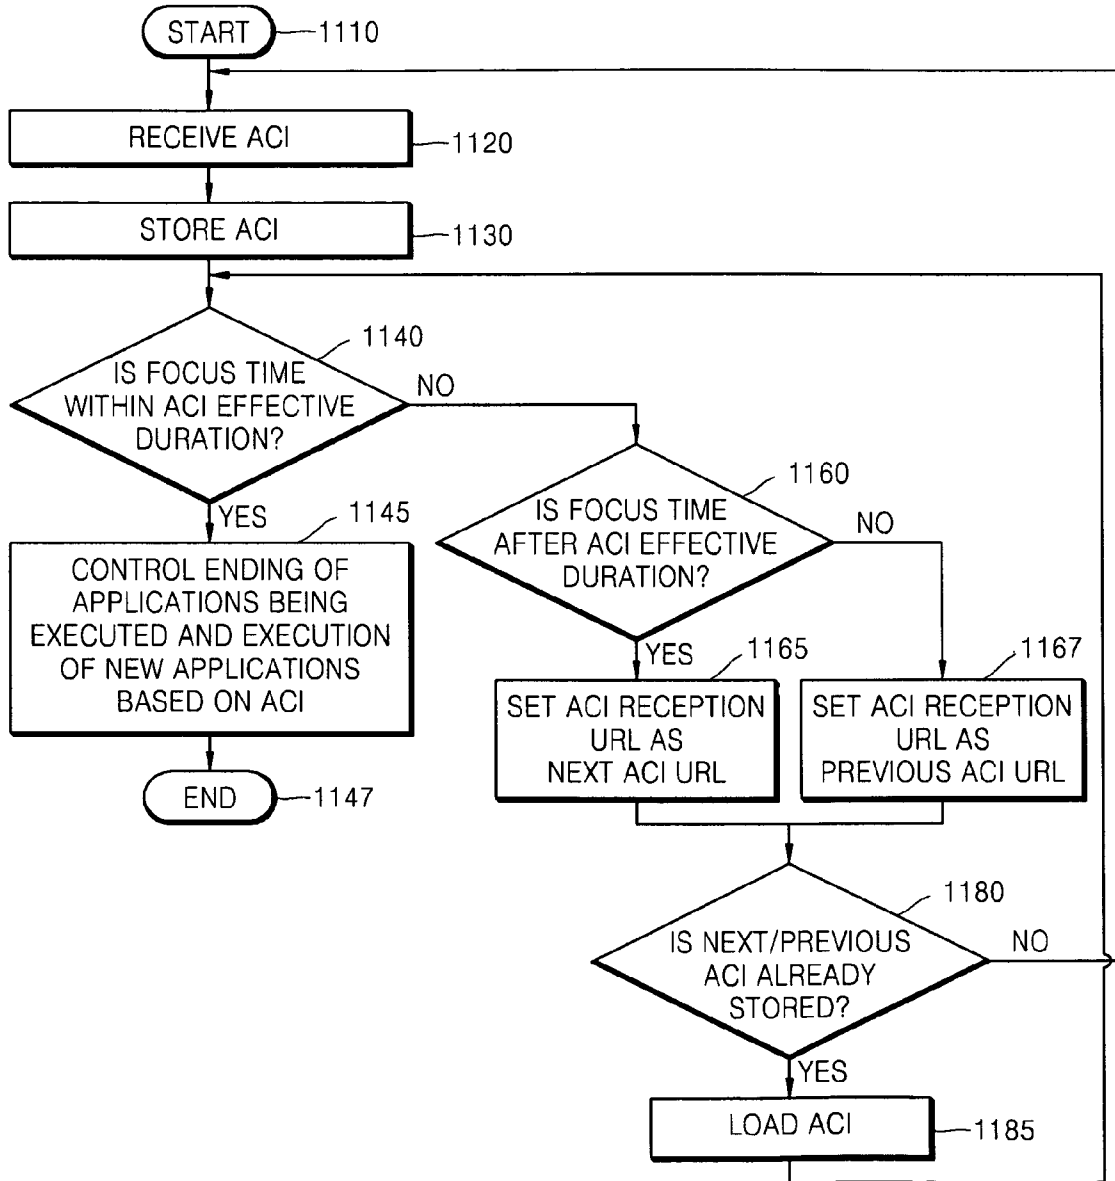 START
1110
RECEIVE ACI
1120
STORE ACI
1130
1140
IS FOCUS TIME
WITHIN ACI EFFECTIVE
DURATION?
NO
YES
1145
CONTROL ENDING OF
APPLICATIONS BEING
EXECUTED AND EXECUTION
OF NEW APPLICATIONS
BASED ON ACI
END
1147
1160
IS FOCUS TIME
AFTER ACI EFFECTIVE
DURATION?
NO
YES
1165
SET ACI RECEPTION
URL AS
NEXT ACI URL
1167
SET ACI RECEPTION
URL AS
PREVIOUS ACI URL
1180
IS NEXT/PREVIOUS
ACI ALREADY
STORED?
NO
YES
LOAD ACI
1185